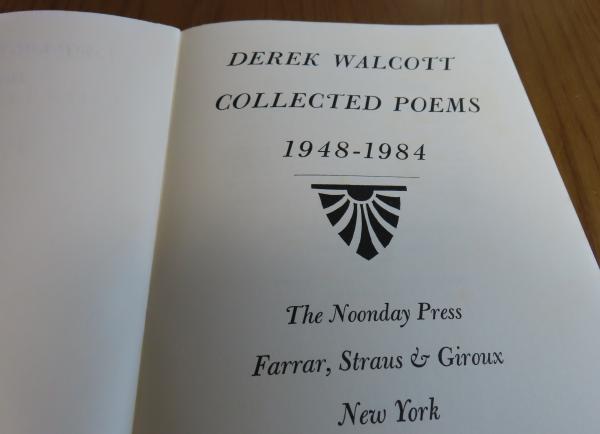 DEREK WALCOTT
COLLECTED POEMS
1948-1984
The Noonday Press
Farrar, Straus & Giroux
New York